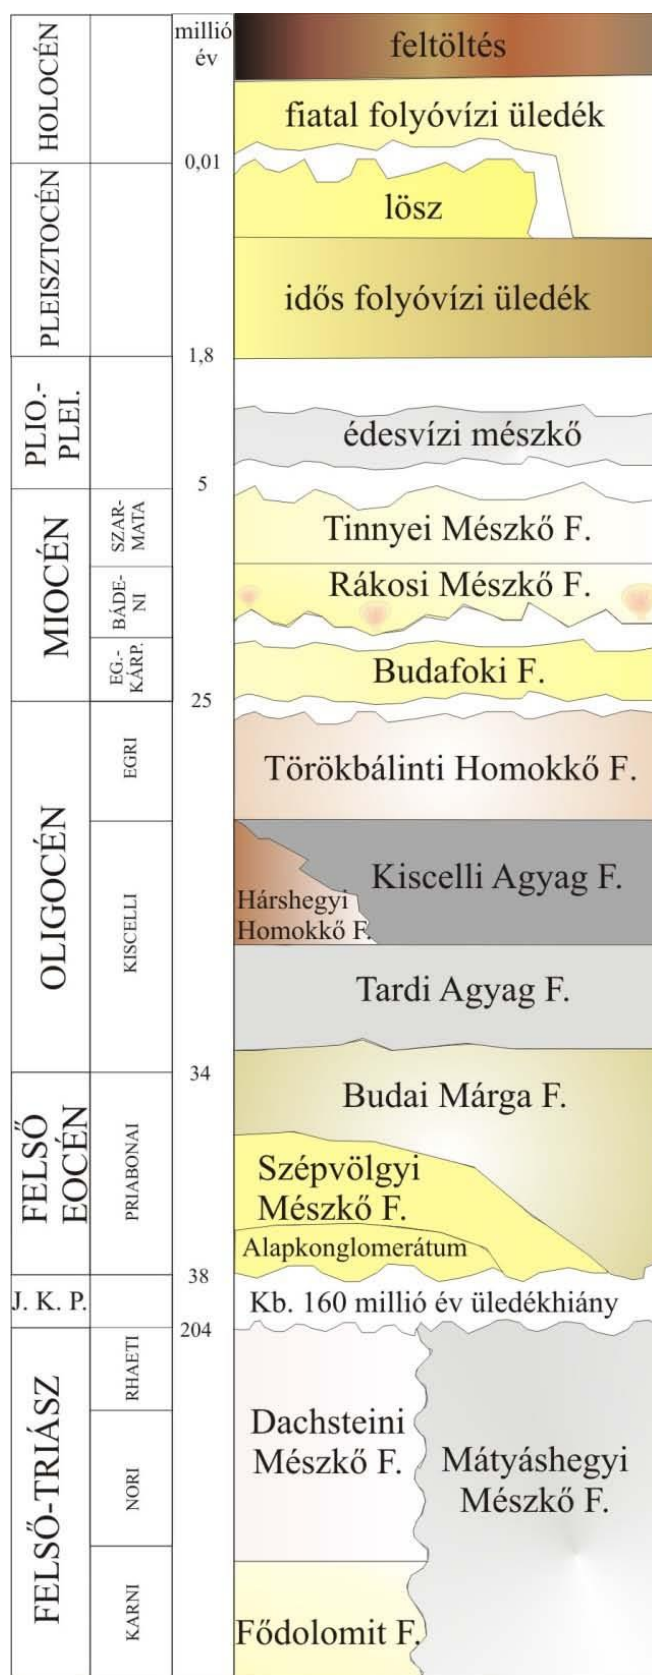 millió
év
HOLOCÉN
feltöltés
fiatal folyóvízi üledék
0,01
PLEISZTOCÉN
lösz
idős folyóvízi üledék
1,8
PLIO.-
PLEI.
édesvízi mészkő
5
MIOCÉN
SZAR-
MATA
Tinnyei Mészkő F.
BÁDE-
NI
Rákosi Mészkő F.
EG.-
KÁRP.
Budafoki F.
25
OLIGOCÉN
EGRI
Törökbálinti Homokkő F.
KISCELLI
Kiscelli Agyag F.
Hárshegyi
Homokkő F.
Tardi Agyag F.
34
FELSŐ
EOCÉN
PRIABONAI
Budai Márga F.
Szépvölgyi
Mészkő F.
Alapkonglomerátum
38
J. K. P.
Kb. 160 millió év üledékhiány
204
FELSŐ-TRIÁSZ
RHAETI
NORI
KARNI
Dachsteini
Mészkő F.
Mátyáshegyi
Mészkő F.
Fődolomit F.